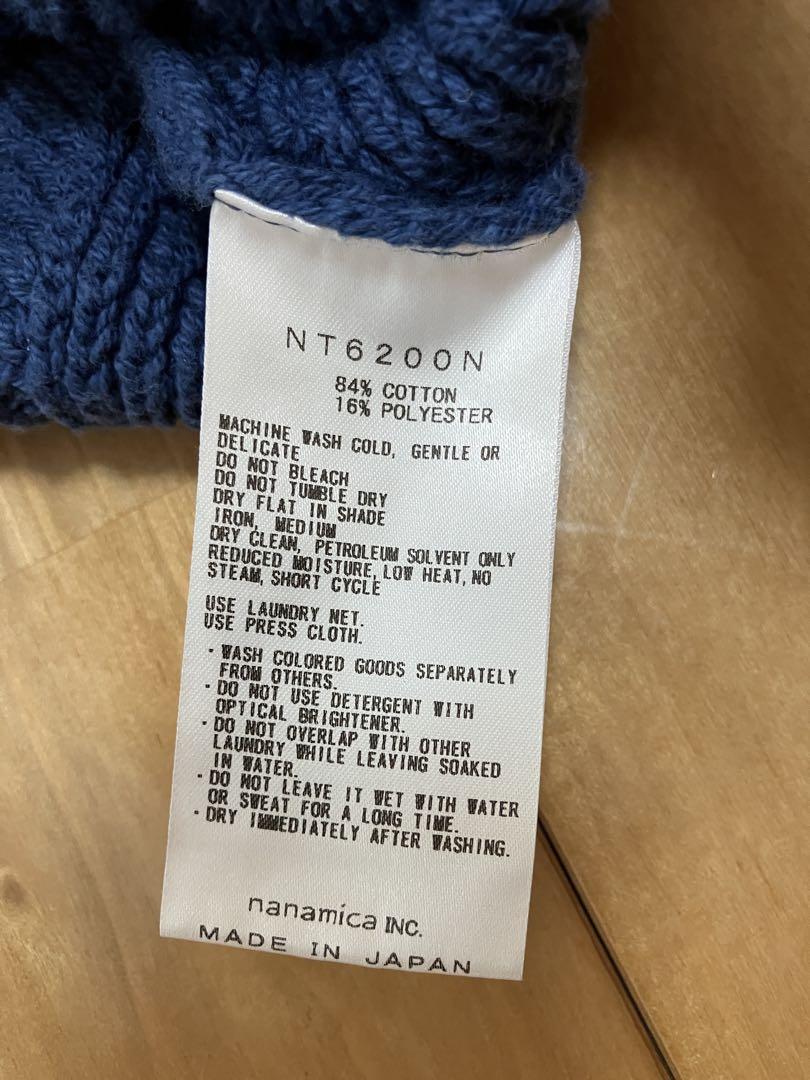 NT6200N
84% COTTON
16% POLYESTER
MACHINE WASH COLD, GENTLE OR
DELICATE
DO NOT BLEACH
DO NOT TUMBLE DRY
DRY FLAT IN SHADE
IRON, MEDIUM
DRY CLEAN, PETROLEUM SOLVENT ONLY
REDUCED MOISTURE, LOW HEAT, NO
STEAM, SHORT CYCLE
USE LAUNDRY NET.
USE PRESS CLOTH.
・WASH COLORED GOODS SEPARATELY
FROM OTHERS.
・DO NOT USE DETERGENT WITH
OPTICAL BRIGHTENER.
・DO NOT OVERLAP WITH OTHER
LAUNDRY WHILE LEAVING SOAKED
IN WATER.
・DO NOT LEAVE IT WET WITH WATER
OR SWEAT FOR A LONG TIME.
・DRY IMMEDIATELY AFTER WASHING.
nanamica INC.
MADE IN JAPAN